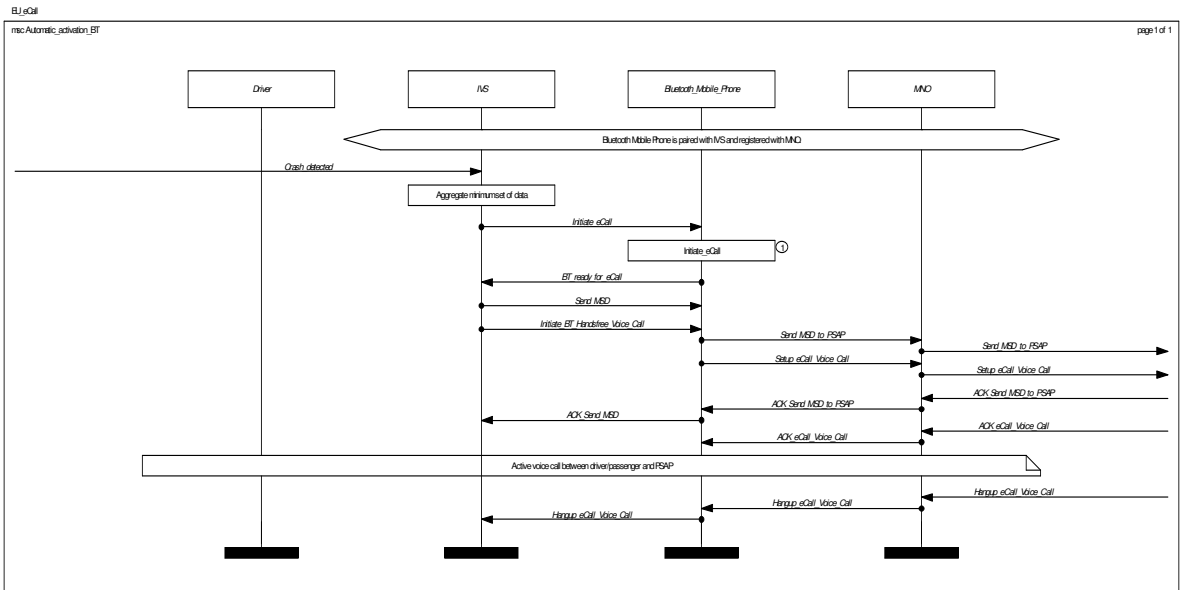 EU_eCall
msc Automatic_activation_BT
page 1 of 1
Driver
IVS
Bluetooth_Mobile_Phone
MNO
Bluetooth Mobile Phone is paired with IVS and registered with MNO.
Crash_detected
Aggregate minimum set of data
Initiate_eCall
Initiate_eCall
1
BT_ready_for_eCall
Send_MSD
Initiate_BT_Handsfree_Voice_Call
Send_MSD_to_PSAP
Send_MSD_to_PSAP
Setup_eCall_Voice_Call
Setup_eCall_Voice_Call
ACK_Send_MSD_to_PSAP
ACK_Send_MSD_to_PSAP
ACK_Send_MSD
ACK_eCall_Voice_Call
ACK_eCall_Voice_Call
Active voice call between driver/passenger and PSAP
Hangup_eCall_Voice_Call
Hangup_eCall_Voice_Call
Hangup_eCall_Voice_Call